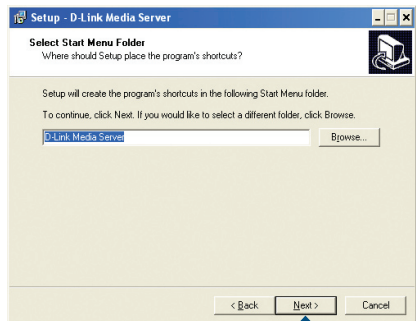 Setup - D-Link Media Server
Select Start Menu Folder
Where should Setup place the program's shortcuts?
Setup will create the program's shortcuts in the following Start Menu folder.
To continue, click Next. If you would like to select a different folder, click Browse.
D-Link Media Server
Browse...
< Back
Next >
Cancel